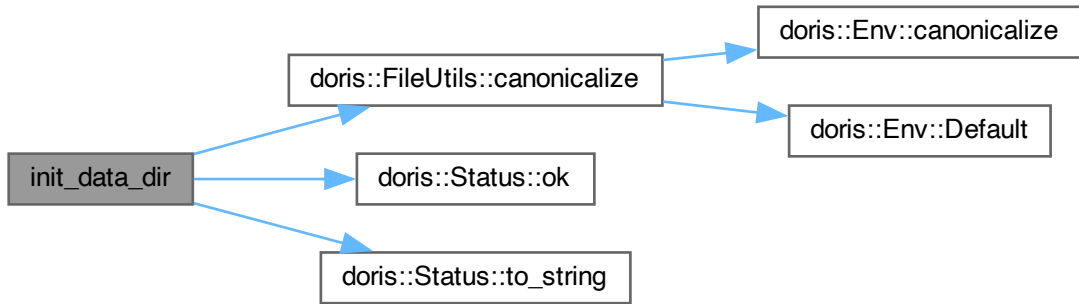 doris::Env::canonicalize
doris::FileUtils::canonicalize
doris::Env::Default
init_data_dir
doris::Status::ok
doris::Status::to_string